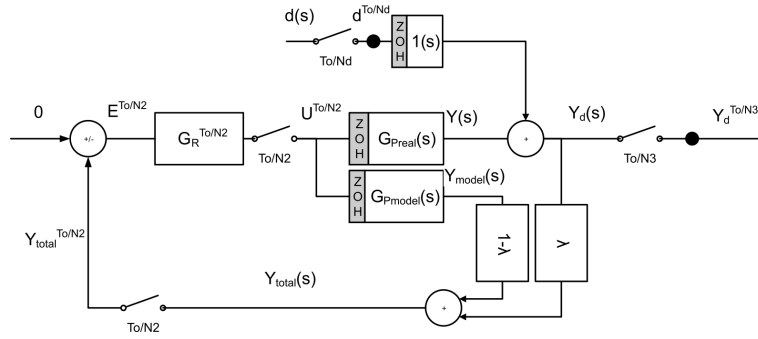 d(s)
d^To/Nd
To/Nd
Z
O
H
1(s)
0
E^To/N2
+/-
G_R^To/N2
To/N2
U^To/N2
Z
O
H
G_Preal(s)
Y(s)
+
Y_d(s)
To/N3
Y_d^To/N3
Z
O
H
G_Pmodel(s)
Y_model(s)
1-λ
λ
Y_total^To/N2
To/N2
Y_total(s)
+